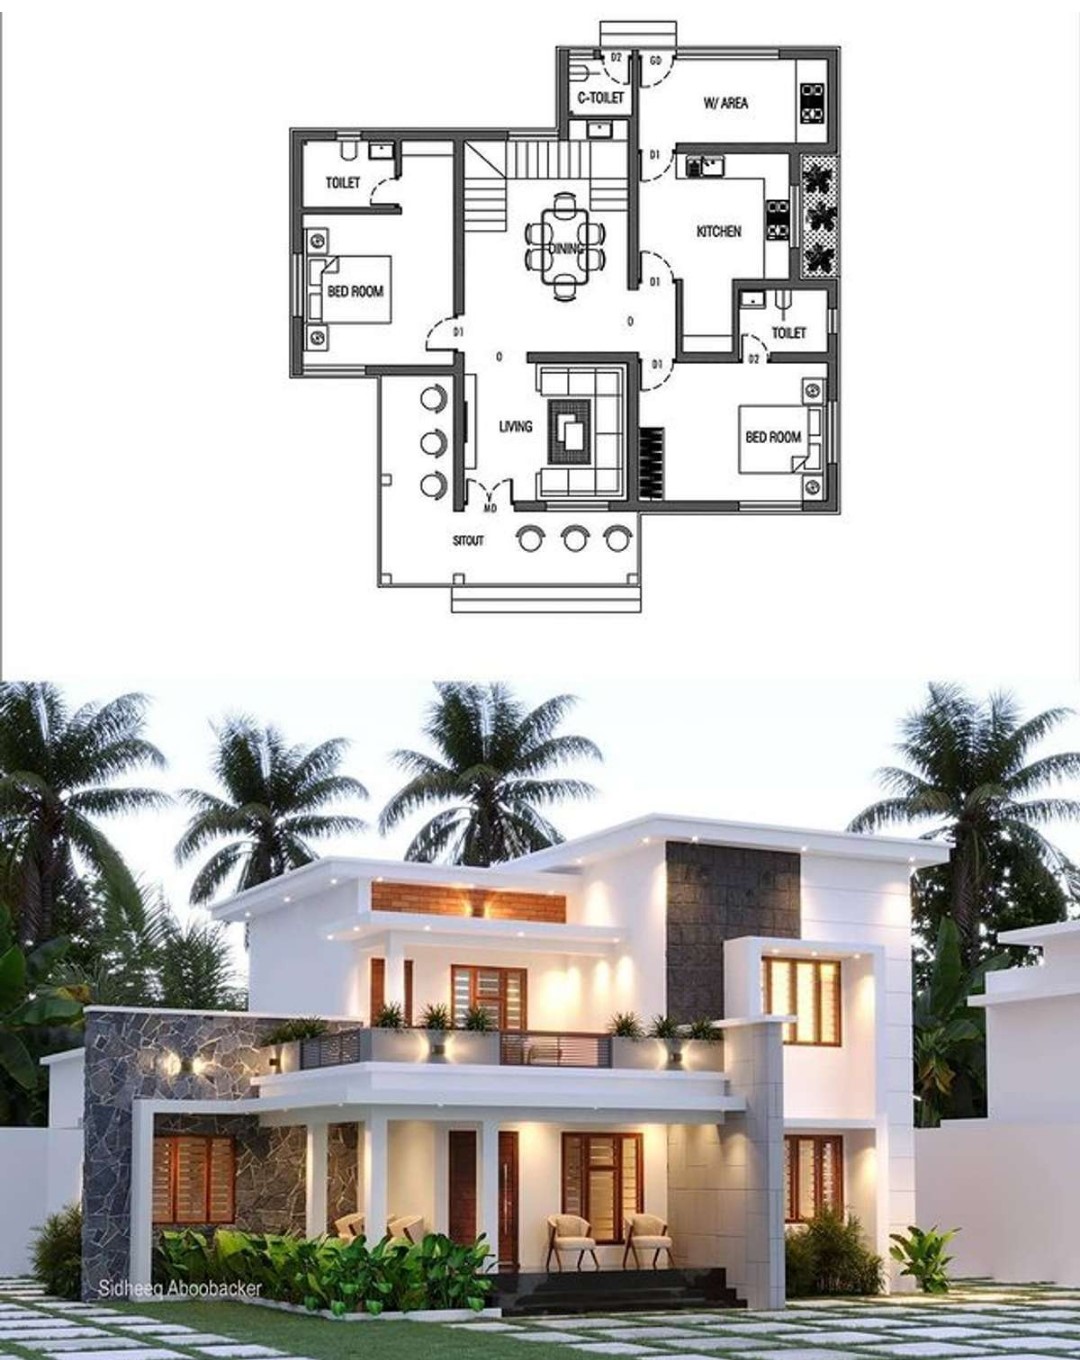 D2
GD
C-TOILET
W/ AREA
D1
TOILET
KITCHEN
DINING
D1
BED ROOM
D1
O
TOILET
O
D1
D2
LIVING
BED ROOM
MD
SITOUT
Sidheeq Aboobacker